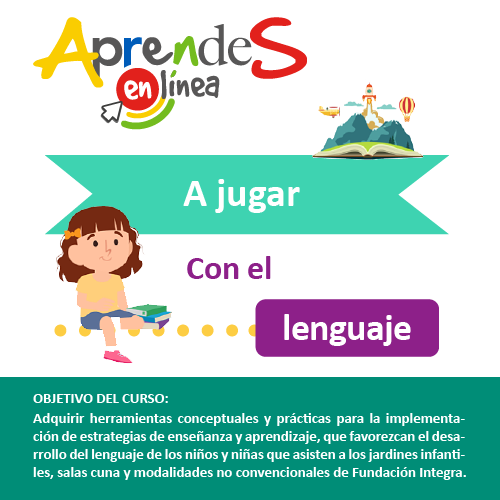 AprendeS
en línea
A jugar
Con el
lenguaje
OBJETIVO DEL CURSO:
Adquirir herramientas conceptuales y prácticas para la implementa-
ción de estrategias de enseñanza y aprendizaje, que favorezcan el desa-
rrollo del lenguaje de los niños y niñas que asisten a los jardines infanti-
les, salas cuna y modalidades no convencionales de Fundación Integra.